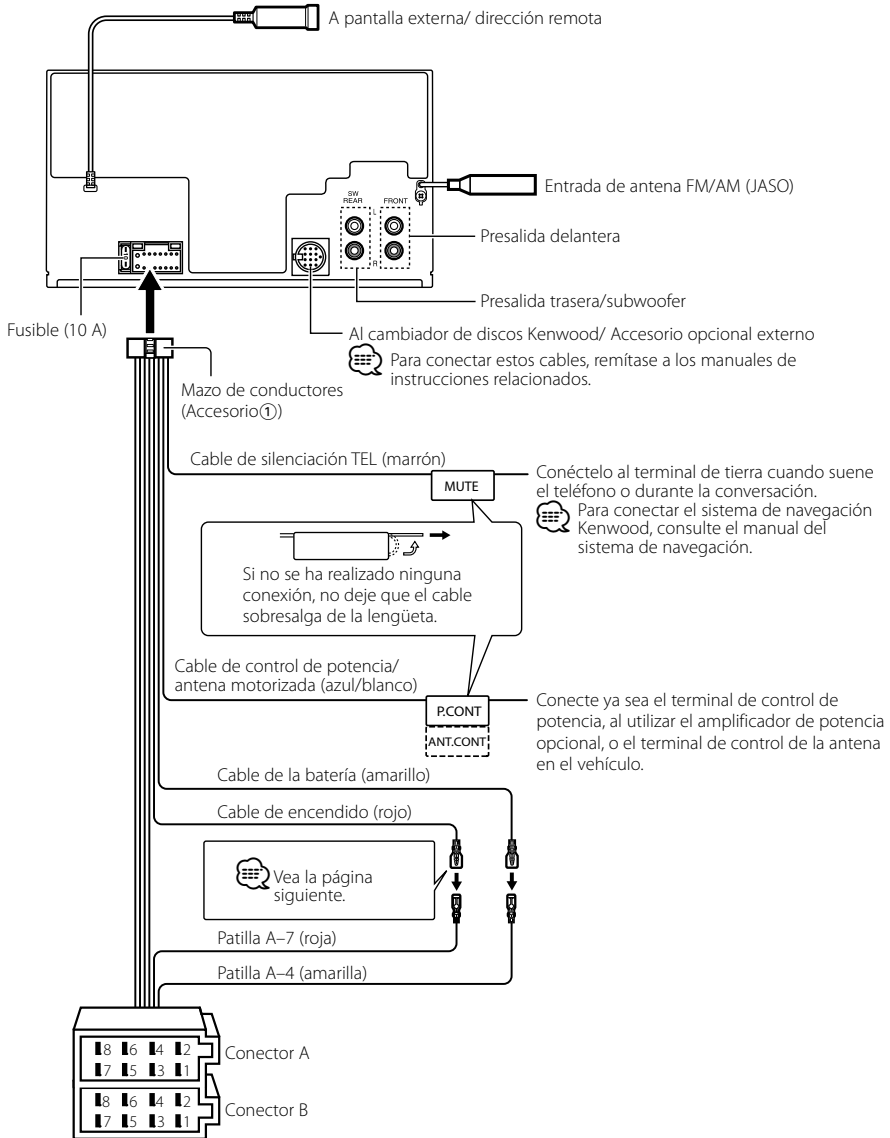 A pantalla externa/ dirección remota
Entrada de antena FM/AM (JASO)
SW
REAR
FRONT
L
R
Presalida delantera
Presalida trasera/subwoofer
Fusible (10 A)
Al cambiador de discos Kenwood/ Accesorio opcional externo
Para conectar estos cables, remítase a los manuales de
instrucciones relacionados.
Mazo de conductores
(Accesorio①)
Cable de silenciación TEL (marrón)
MUTE
Conéctelo al terminal de tierra cuando suene
el teléfono o durante la conversación.
Para conectar el sistema de navegación
Kenwood, consulte el manual del
sistema de navegación.
Si no se ha realizado ninguna
conexión, no deje que el cable
sobresalga de la lengüeta.
Cable de control de potencia/
antena motorizada (azul/blanco)
P.CONT
ANT.CONT
Conecte ya sea el terminal de control de
potencia, al utilizar el amplificador de potencia
opcional, o el terminal de control de la antena
en el vehículo.
Cable de la batería (amarillo)
Cable de encendido (rojo)
Vea la página
siguiente.
Patilla A–7 (roja)
Patilla A–4 (amarilla)
8 6 4 2
7 5 3 1
Conector A
8 6 4 2
7 5 3 1
Conector B